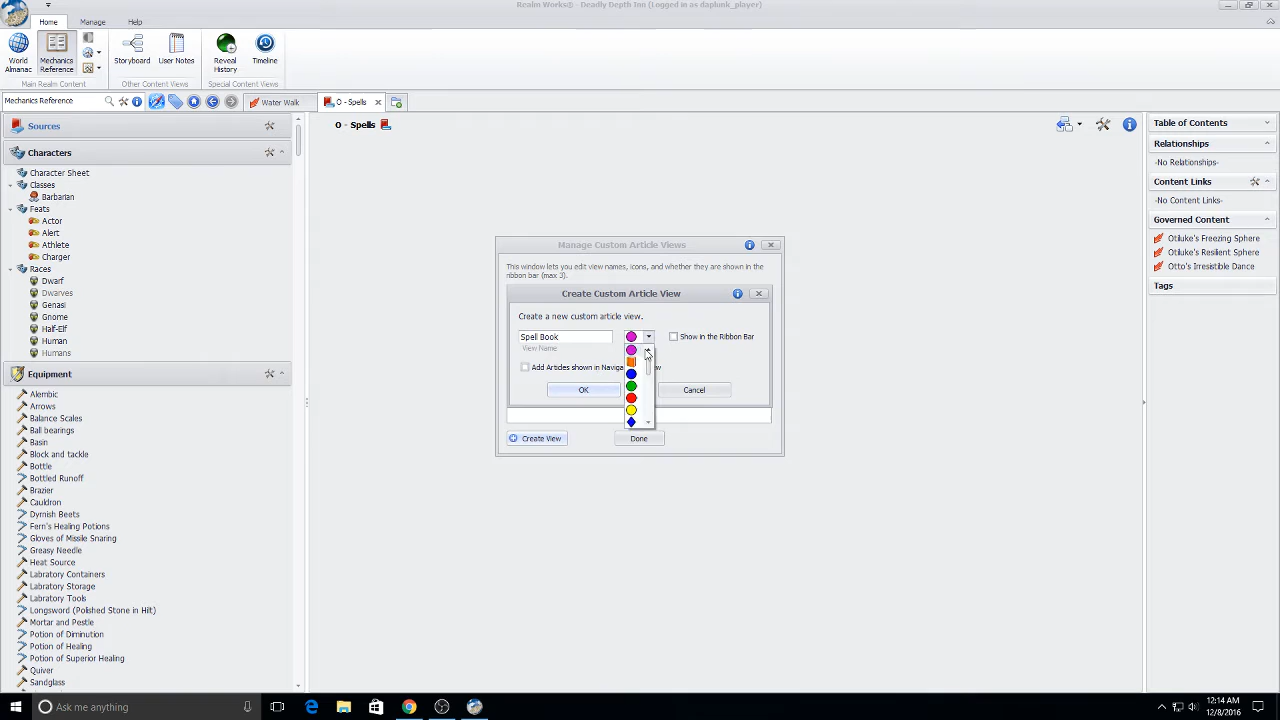 Realm Works® - Deadly Depth Inn (Logged in as daplunk_player)
Home
Manage
Help
World Almanac
Mechanics Reference
Storyboard
User Notes
Reveal History
Timeline
Main Realm Content
Other Content Views
Special Content Views
Mechanics Reference
Water Walk
O - Spells
Sources
Characters
Character Sheet
Classes
Barbarian
Feats
Actor
Alert
Athlete
Charger
Races
Dwarf
Dwarves
Genasi
Gnome
Half-Elf
Human
Humans
Equipment
Alembic
Arrows
Balance Scales
Ball bearings
Basin
Block and tackle
Bottle
Bottled Runoff
Brazier
Cauldron
Dyrnish Beets
Fern's Healing Potions
Gloves of Missile Snaring
Greasy Needle
Heat Source
Labratory Containers
Labratory Storage
Labratory Tools
Longsword (Polished Stone in Hilt)
Mortar and Pestle
Potion of Diminution
Potion of Healing
Potion of Superior Healing
Quiver
Sandglass
O - Spells
Manage Custom Article Views
This window lets you edit view names, icons, and whether they are shown in the
ribbon bar (max 3).
Create Custom Article View
Create a new custom article view.
Spell Book
Show in the Ribbon Bar
View Name
Add Articles shown in Naviga
OK
Cancel
Create View
Done
Table of Contents
Relationships
-No Relationships-
Content Links
-No Content Links-
Governed Content
Otiluke's Freezing Sphere
Otiluke's Resilient Sphere
Otto's Irresistible Dance
Tags
Ask me anything
12:14 AM
12/8/2016